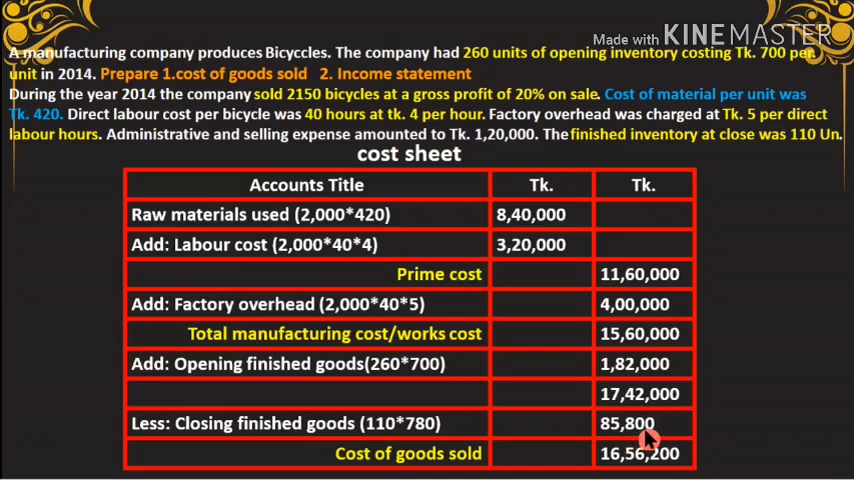 Made with KINEMASTER
A manufacturing company produces Bicyccles. The company had 260 units of opening inventory costing Tk. 700 per
unit in 2014. Prepare 1.cost of goods sold 2. Income statement
During the year 2014 the company sold 2150 bicycles at a gross profit of 20% on sale. Cost of material per unit was
Tk. 420. Direct labour cost per bicycle was 40 hours at tk. 4 per hour. Factory overhead was charged at Tk. 5 per direct
labour hours. Administrative and selling expense amounted to Tk. 1,20,000. The finished inventory at close was 110 Un.
cost sheet
Accounts Title Tk. Tk.
Raw materials used (2,000*420) 8,40,000
Add: Labour cost (2,000*40*4) 3,20,000
Prime cost 11,60,000
Add: Factory overhead (2,000*40*5) 4,00,000
Total manufacturing cost/works cost 15,60,000
Add: Opening finished goods(260*700) 1,82,000
17,42,000
Less: Closing finished goods (110*780) 85,800
Cost of goods sold 16,56,200